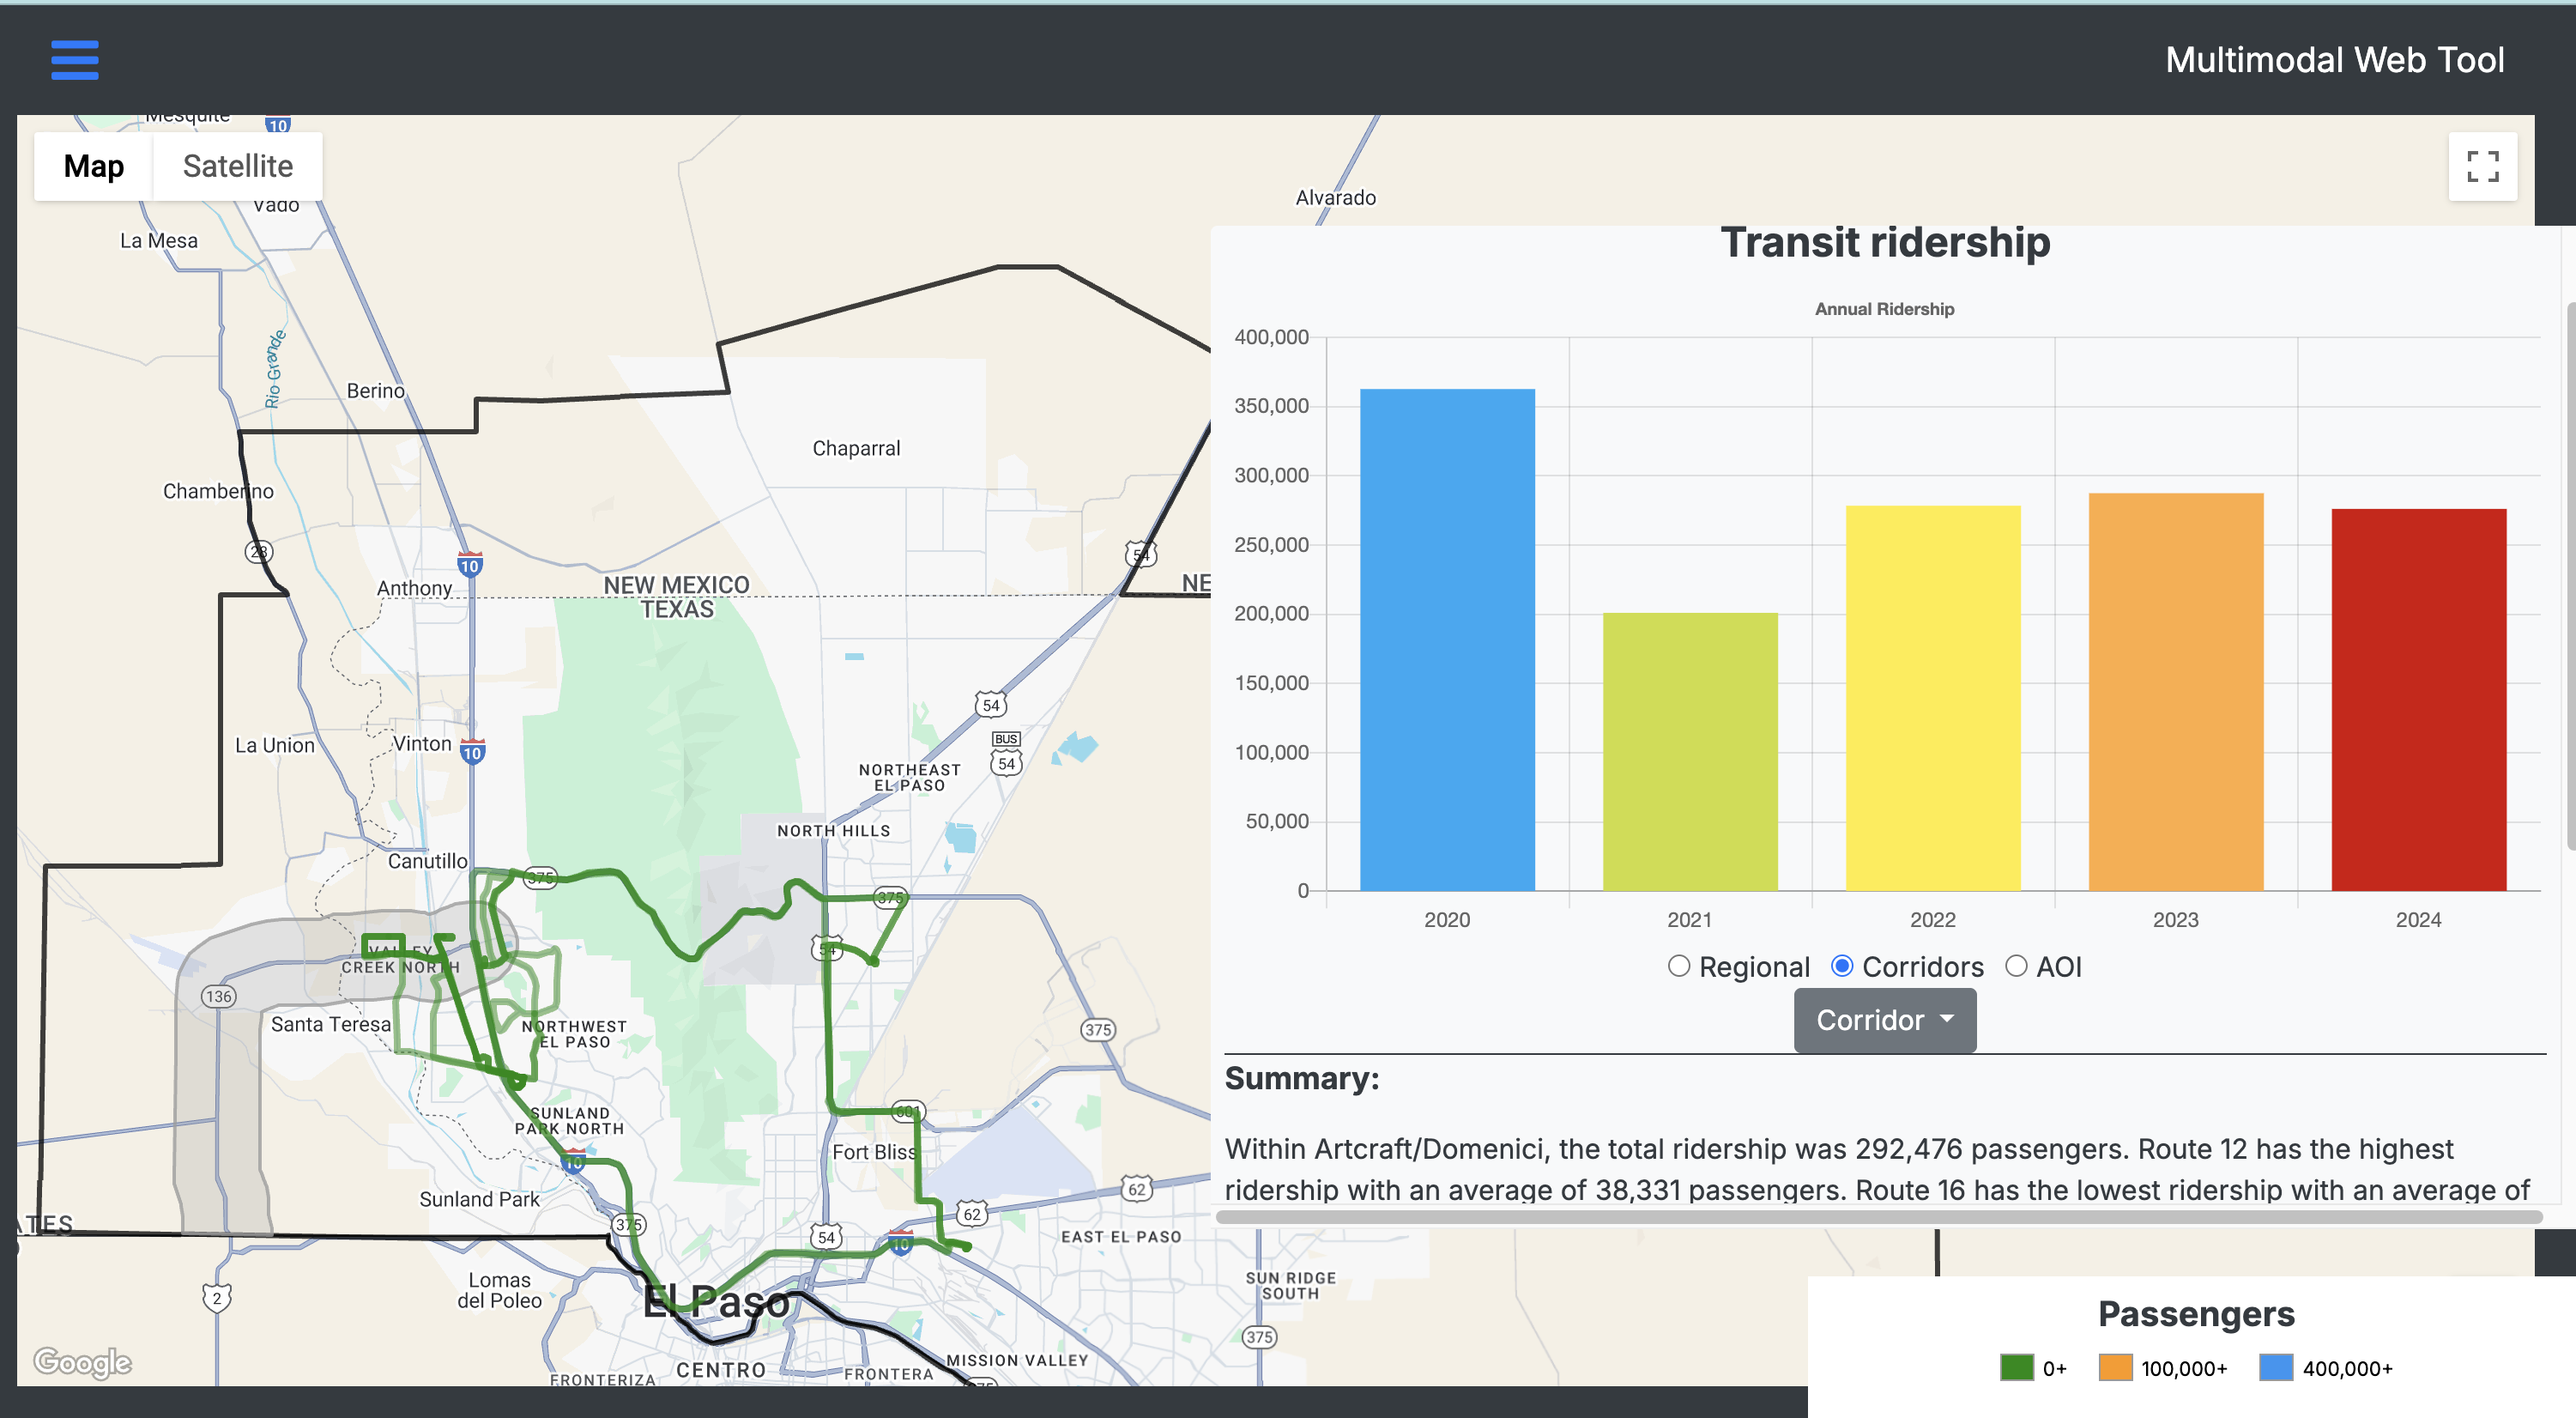 Multimodal Web Tool
Mesquite
10
Map
Satellite
Vado
La Mesa
Alvarado
Rio Grande
Berino
Chaparral
Chamberino
28
54
10
Anthony
NEW MEXICO
TEXAS
NE
54
BUS
54
La Union
Vinton
10
NORTHEAST
EL PASO
NORTH HILLS
Canutillo
375
375
54
VALLEY
CREEK NORTH
136
Santa Teresa
NORTHWEST
EL PASO
375
SUNLAND
PARK NORTH
601
Fort Bliss
10
62
Sunland Park
62
ATES
375
54
10
EAST EL PASO
2
Lomas
del Poleo
El Paso
SUN RIDGE
SOUTH
375
Google
CENTRO
MISSION VALLEY
FRONTERA
FRONTERIZA
Transit ridership
Annual Ridership
400,000
350,000
300,000
250,000
200,000
150,000
100,000
50,000
0
2020 2021 2022 2023 2024
Regional Corridors AOI
Corridor
Summary:
Within Artcraft/Domenici, the total ridership was 292,476 passengers. Route 12 has the highest
ridership with an average of 38,331 passengers. Route 16 has the lowest ridership with an average of
Passengers
0+ 100,000+ 400,000+